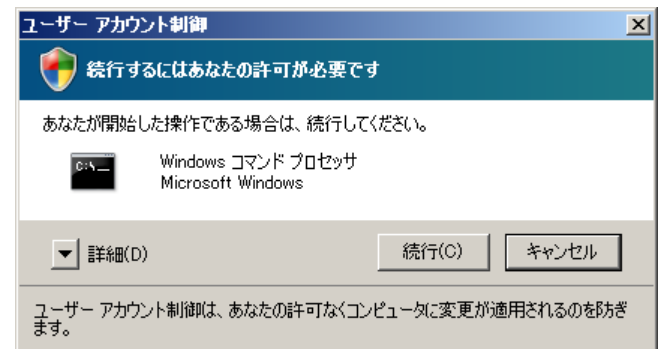 ユーザー アカウント制御
続行するにはあなたの許可が必要です
あなたが開始した操作である場合は、続行してください。
C:\_
Windows コマンド プロセッサ
Microsoft Windows
詳細(D)
続行(C)
キャンセル
ユーザー アカウント制御は、あなたの許可なくコンピュータに変更が適用されるのを防ぎ
ます。